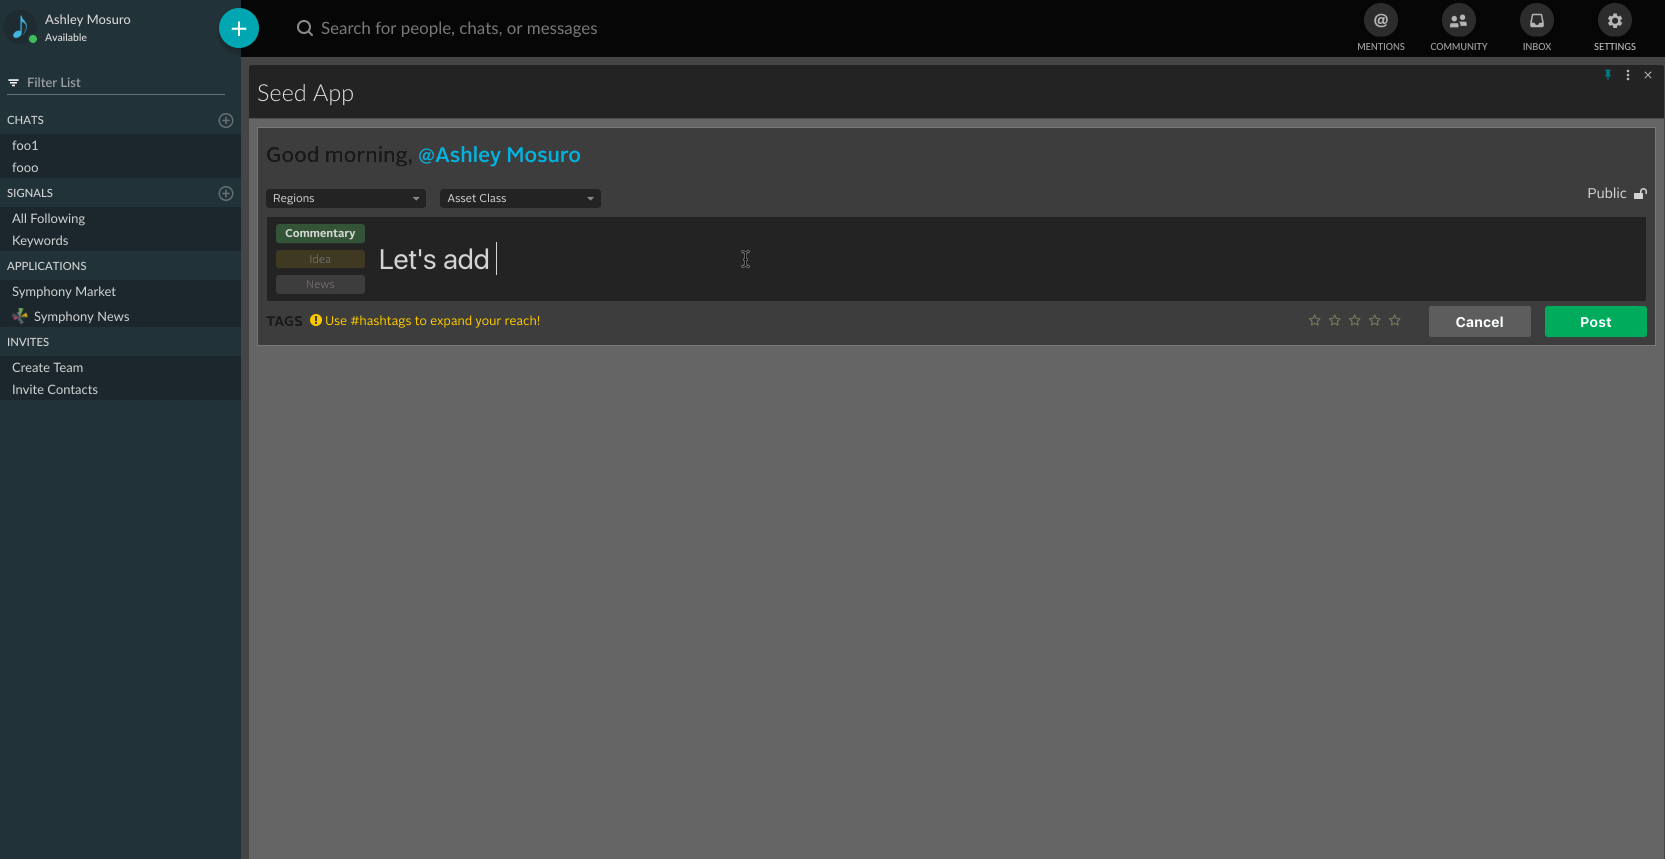 Ashley Mosuro
Available
Filter List
CHATS
foo1
fooo
SIGNALS
All Following
Keywords
APPLICATIONS
Symphony Market
Symphony News
INVITES
Create Team
Invite Contacts
Search for people, chats, or messages
MENTIONS
COMMUNITY
INBOX
SETTINGS
Seed App
Good morning, @Ashley Mosuro
Regions
Asset Class
Public
Commentary
Idea
News
Let's add
TAGS Use #hashtags to expand your reach!
Cancel
Post